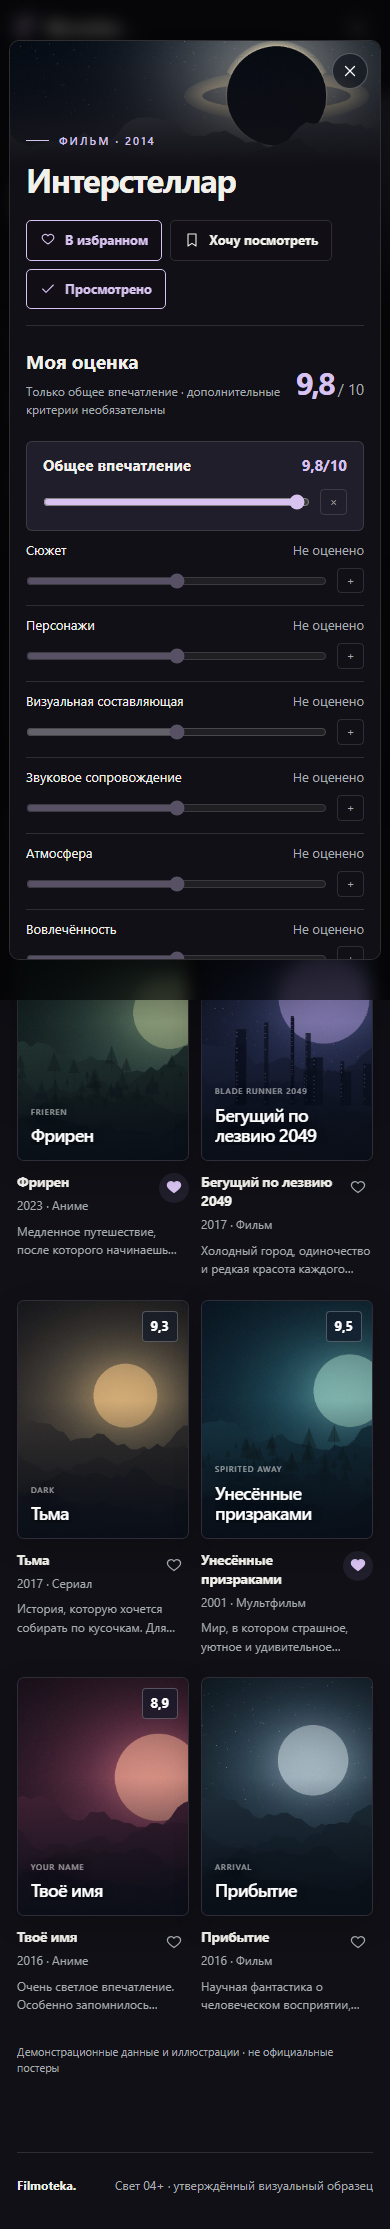 ФИЛЬМ · 2014
Интерстеллар
В избранном
Хочу посмотреть
Просмотрено
Моя оценка
Только общее впечатление · дополнительные
критерии необязательны
9,8 / 10
Общее впечатление 9,8/10
Сюжет Не оценено
Персонажи Не оценено
Визуальная составляющая Не оценено
Звуковое сопровождение Не оценено
Атмосфера Не оценено
Вовлечённость Не оценено
FRIEREN
Фрирен
BLADE RUNNER 2049
Бегущий по
лезвию 2049
Фрирен
2023 · Аниме
Медленное путешествие,
после которого начинаешь...
Бегущий по лезвию
2049
2017 · Фильм
Холодный город, одиночество
и редкая красота каждого...
9,3
DARK
Тьма
9,5
SPIRITED AWAY
Унесённые
призраками
Тьма
2017 · Сериал
История, которую хочется
собирать по кусочкам. Для...
Унесённые
призраками
2001 · Мультфильм
Мир, в котором страшное,
уютное и удивительное...
8,9
YOUR NAME
Твоё имя
ARRIVAL
Прибытие
Твоё имя
2016 · Аниме
Очень светлое впечатление.
Особенно запомнилось...
Прибытие
2016 · Фильм
Научная фантастика о
человеческом восприятии,...
Демонстрационные данные и иллюстрации · не официальные
постеры
Filmoteka.
Свет 04+ · утверждённый визуальный образец